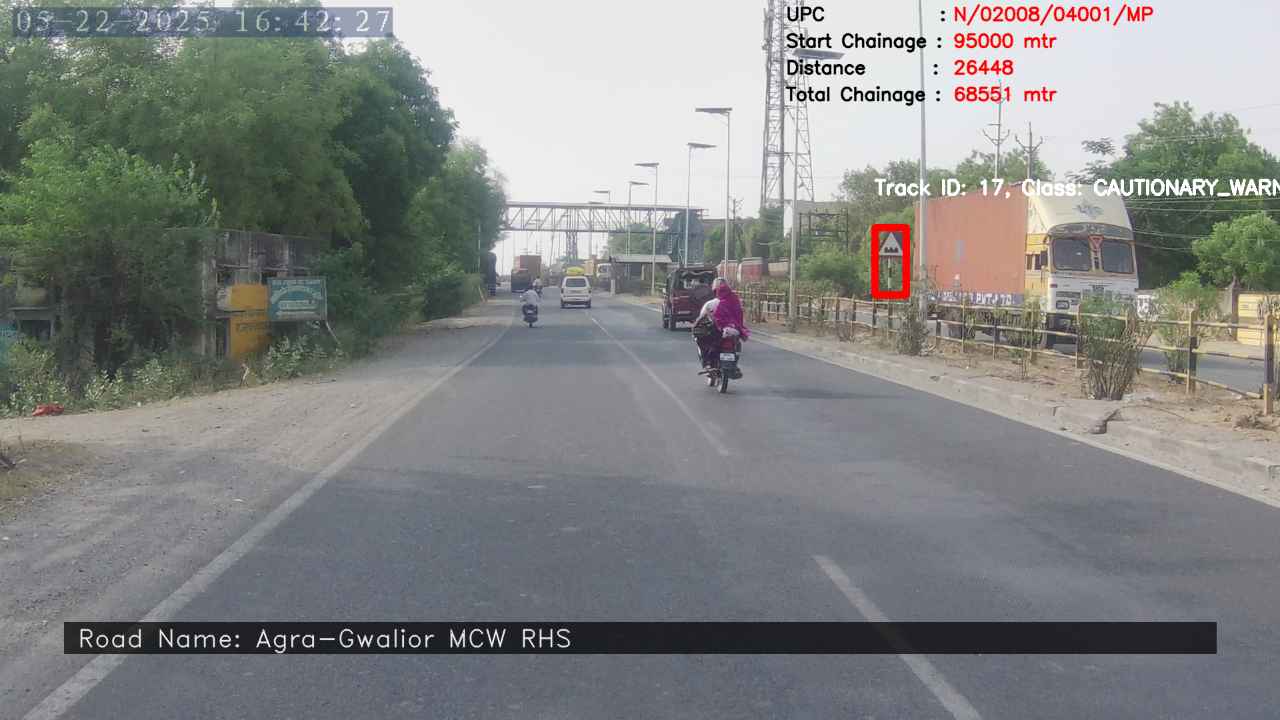 05-22-2025 16:42:27
UPC : N/02008/04001/MP
Start Chainage : 95000 mtr
Distance : 26448
Total Chainage : 68551 mtr
Track ID: 17, Class: CAUTIONARY_WARN
Road Name: Agra-Gwalior MCW RHS